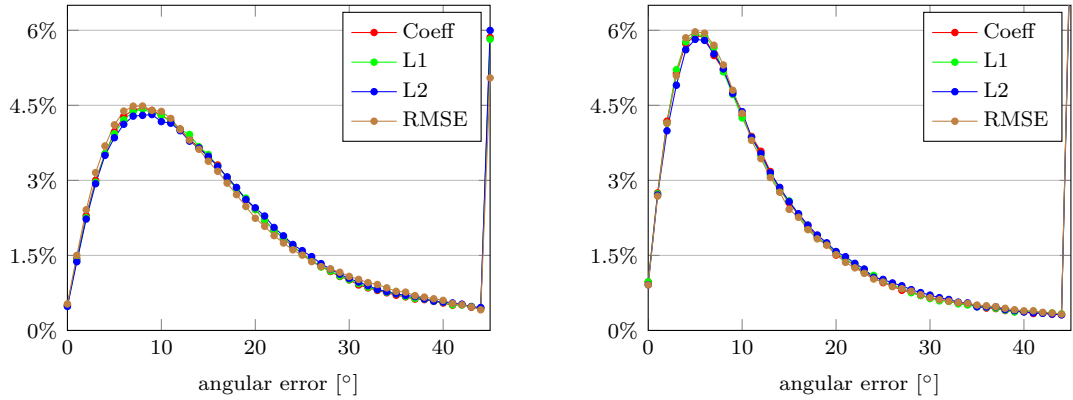 6%
4.5%
3%
1.5%
0%
0 10 20 30 40
angular error [°]
Coeff
L1
L2
RMSE
6%
4.5%
3%
1.5%
0%
0 10 20 30 40
angular error [°]
Coeff
L1
L2
RMSE